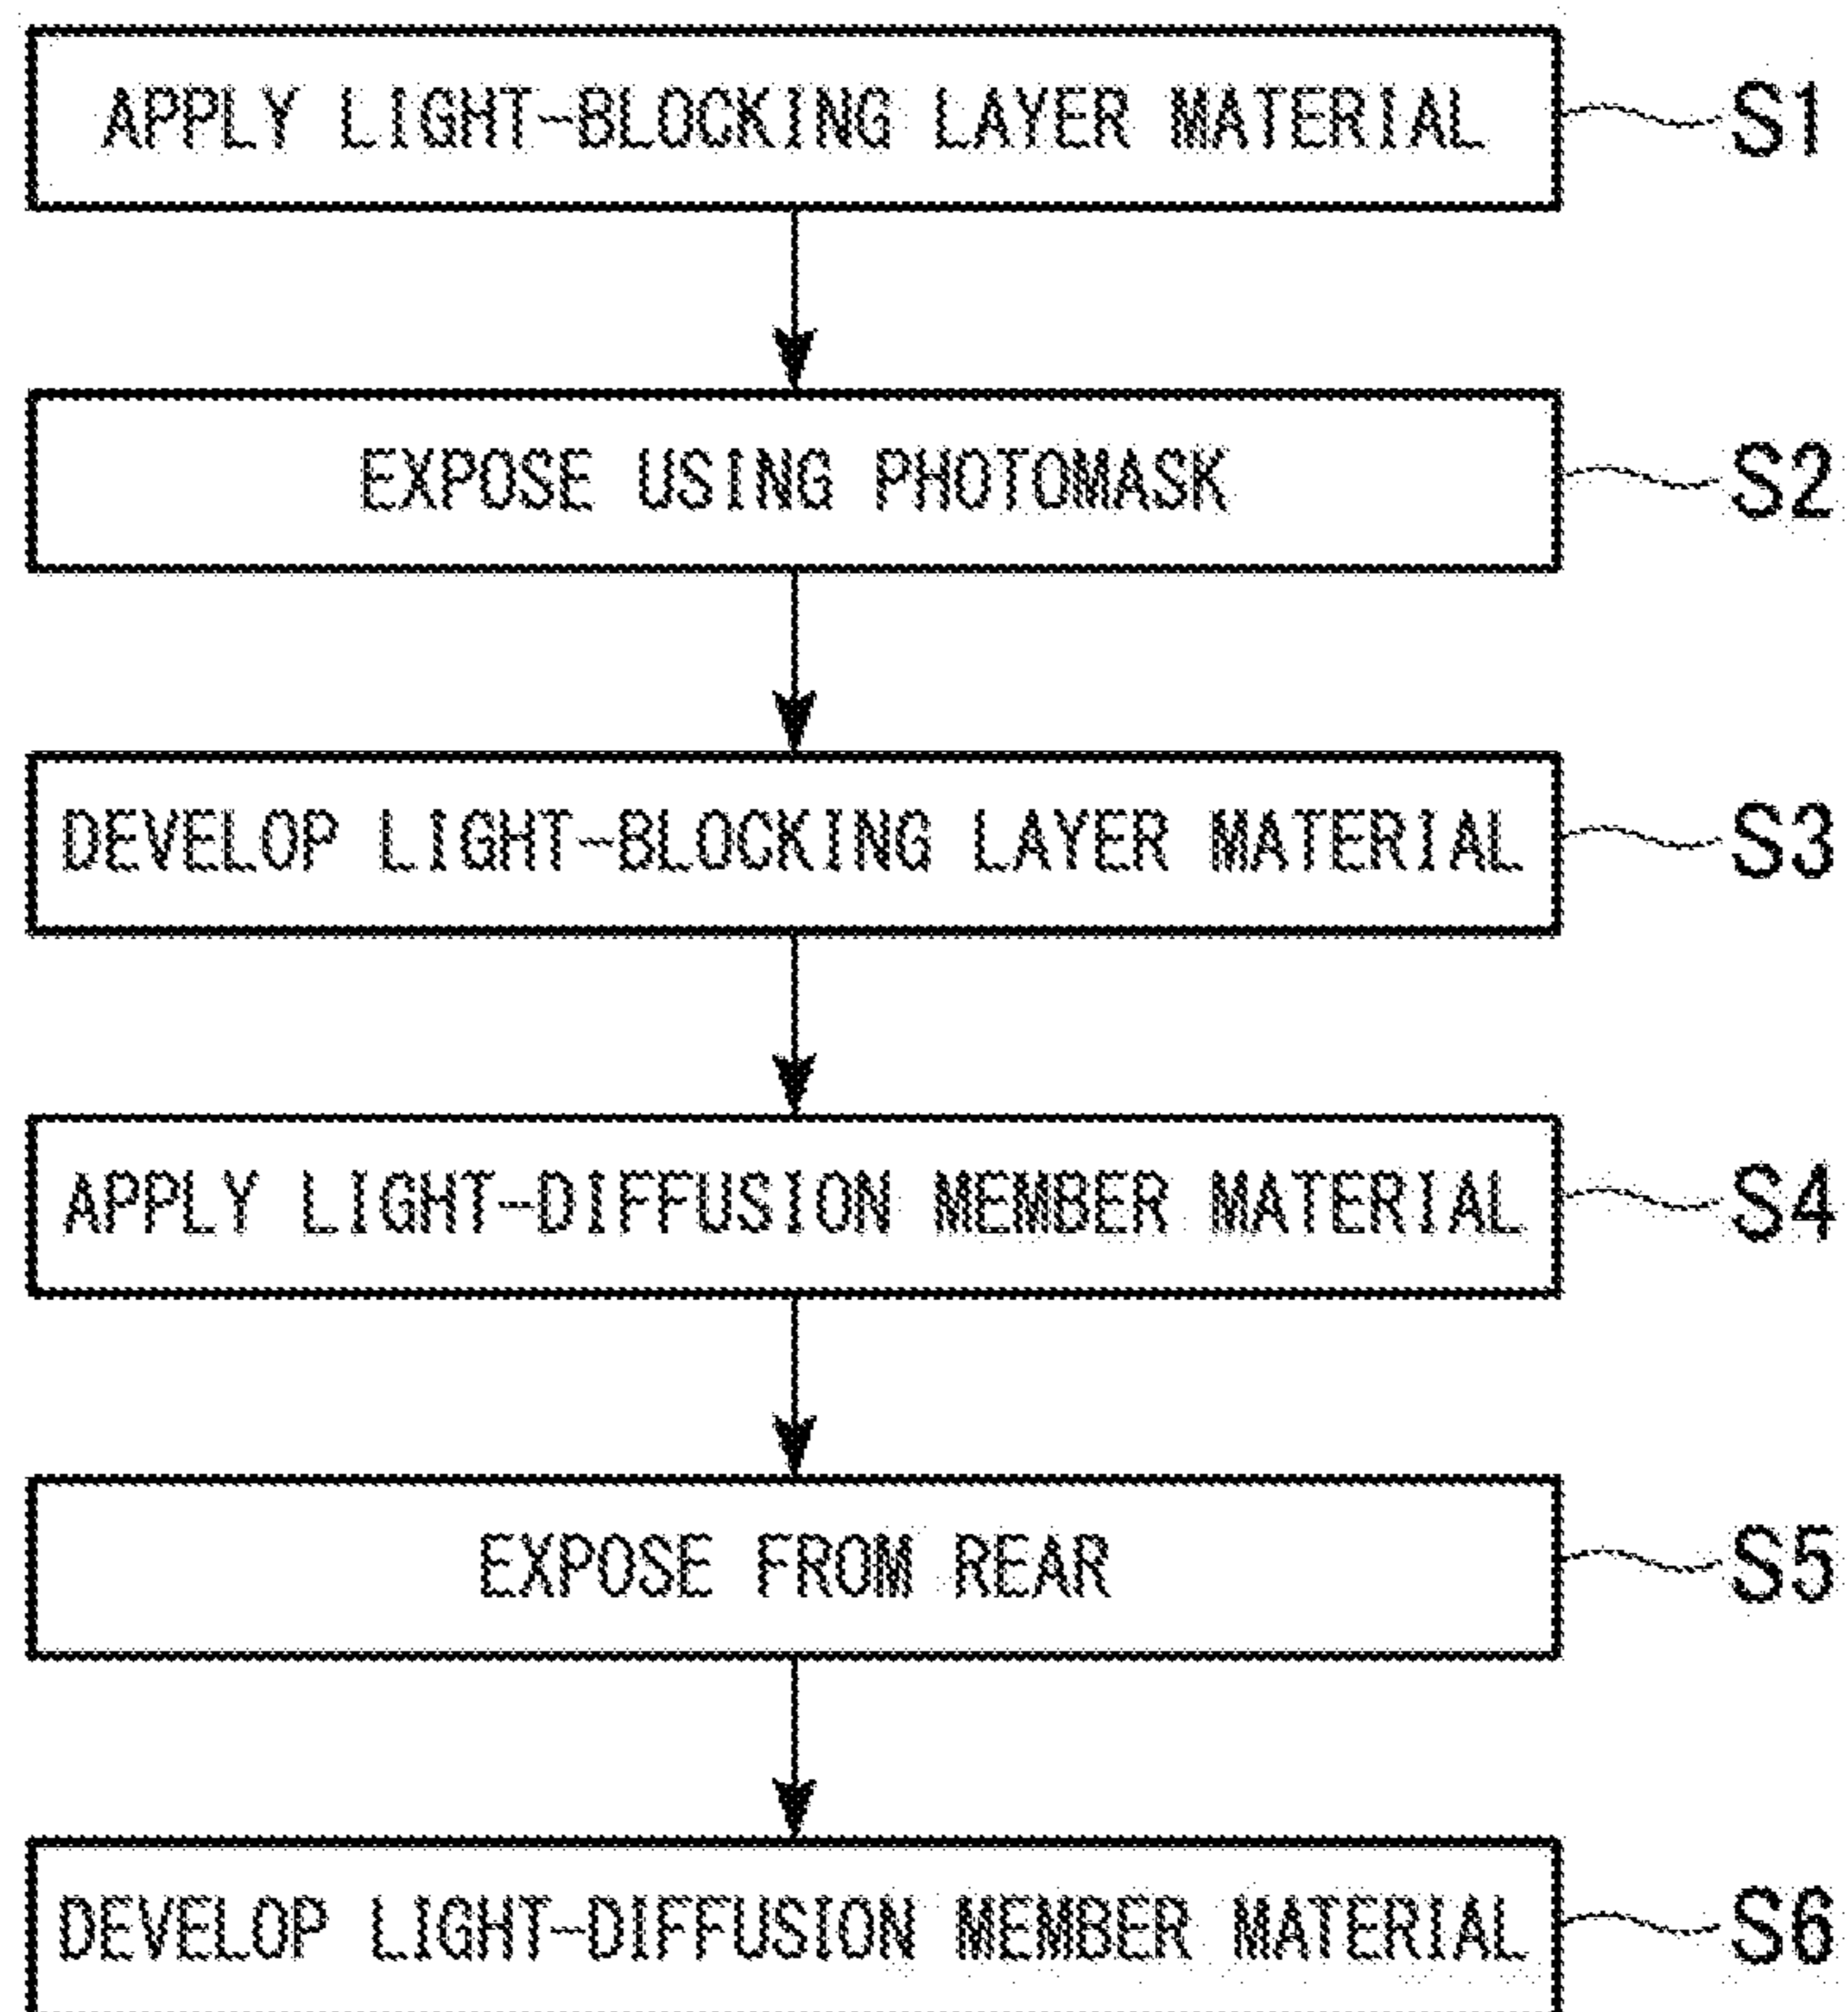 APPLY LIGHT-BLOCKING LAYER MATERIAL S1
EXPOSE USING PHOTOMASK S2
DEVELOP LIGHT-BLOCKING LAYER MATERIAL S3
APPLY LIGHT-DIFFUSION MEMBER MATERIAL S4
EXPOSE FROM REAR S5
DEVELOP LIGHT-DIFFUSION MEMBER MATERIAL S6